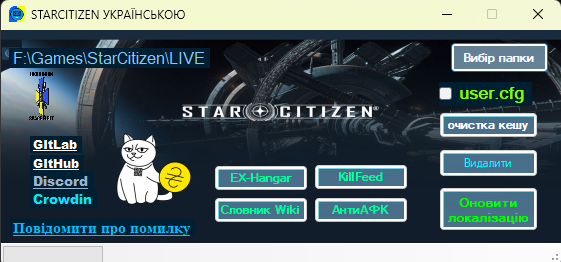 STARCITIZEN УКРАЇНСЬКОЮ
F:\Games\StarCitizen\LIVE
Вибір папки
user.cfg
STAR CITIZEN
очистка кешу
GitLab
GitHub
Discord
Crowdin
EX-Hangar
KillFeed
Видалити
Словник Wiki
АнтиАФК
Оновити
локалізацію
Повідомити про помилку